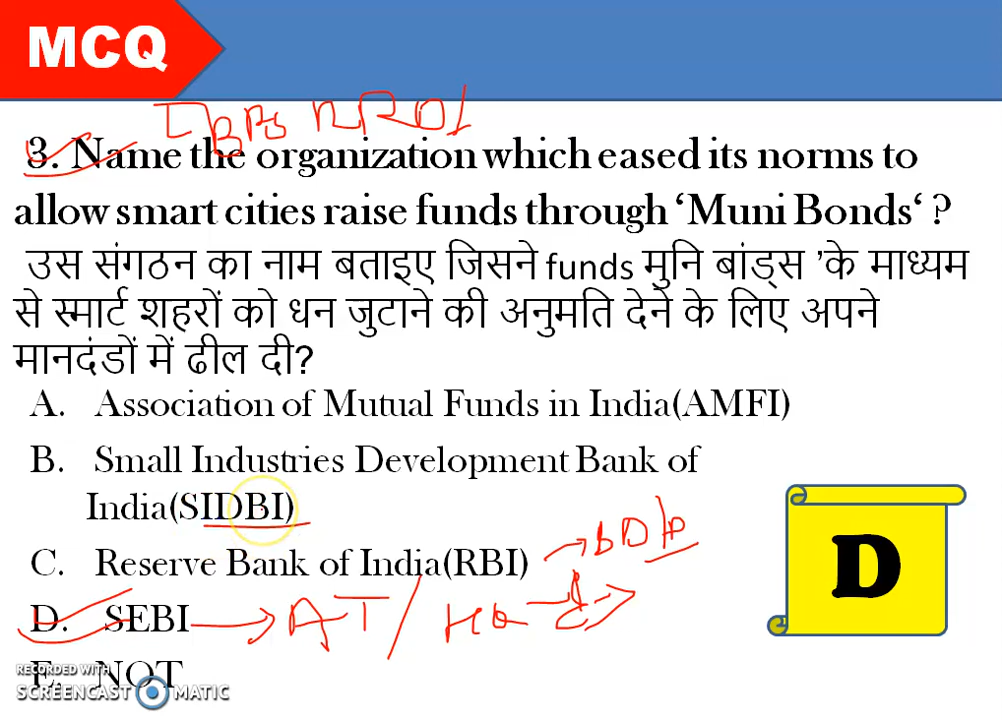 MCQ
3. Name the organization which eased its norms to
allow smart cities raise funds through ‘Muni Bonds‘ ?
उस संगठन का नाम बताइए जिसने funds मुनि बांड्स ’के माध्यम
से स्मार्ट शहरों को धन जुटाने की अनुमति देने के लिए अपने
मानदंडों में ढील दी?
A. Association of Mutual Funds in India(AMFI)
B. Small Industries Development Bank of
India(SIDBI)
C. Reserve Bank of India(RBI)
D. SEBI
AT/
E. NOT
D
RECORDED WITH
SCREENCAST MATIC